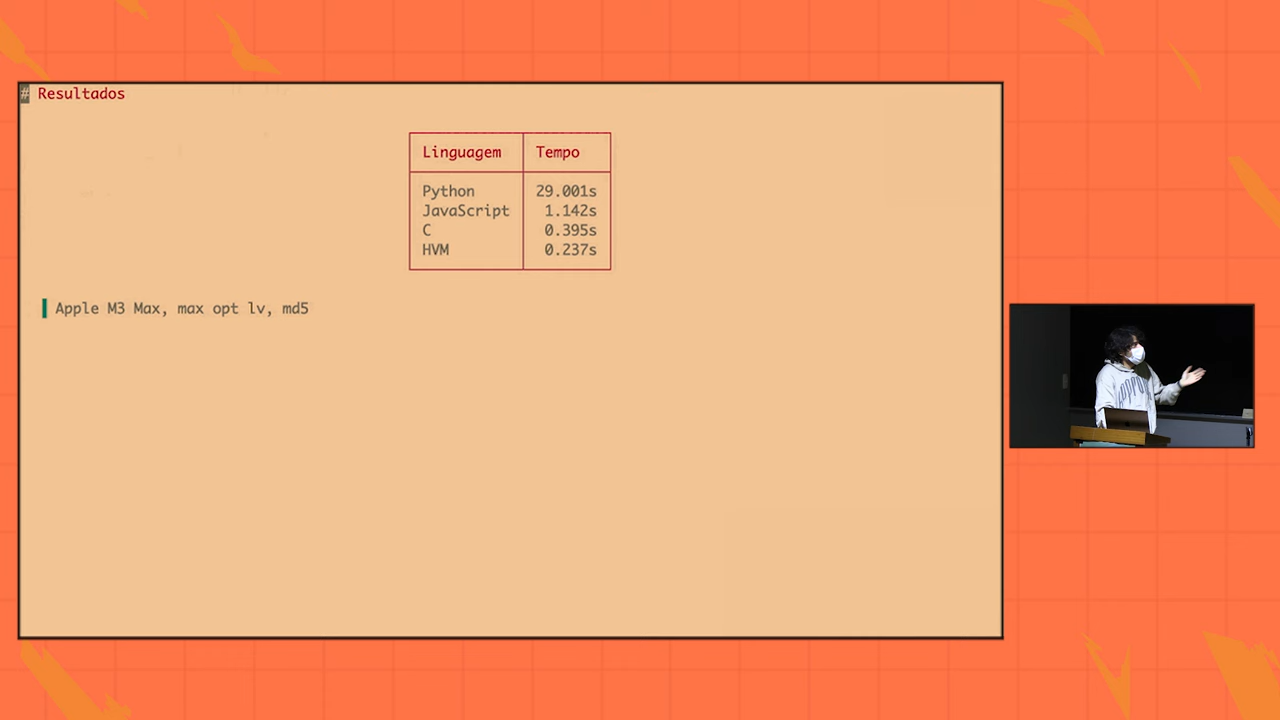 # Resultados
Linguagem Tempo
Python 29.001s
JavaScript 1.142s
C 0.395s
HVM 0.237s
Apple M3 Max, max opt lv, md5